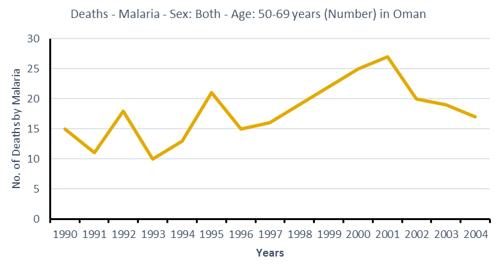 Deaths - Malaria - Sex: Both - Age: 50-69 years (Number) in Oman
No. of Deaths by Malaria
30
25
20
15
10
5
0
1990 1991 1992 1993 1994 1995 1996 1997 1998 1999 2000 2001 2002 2003 2004
Years